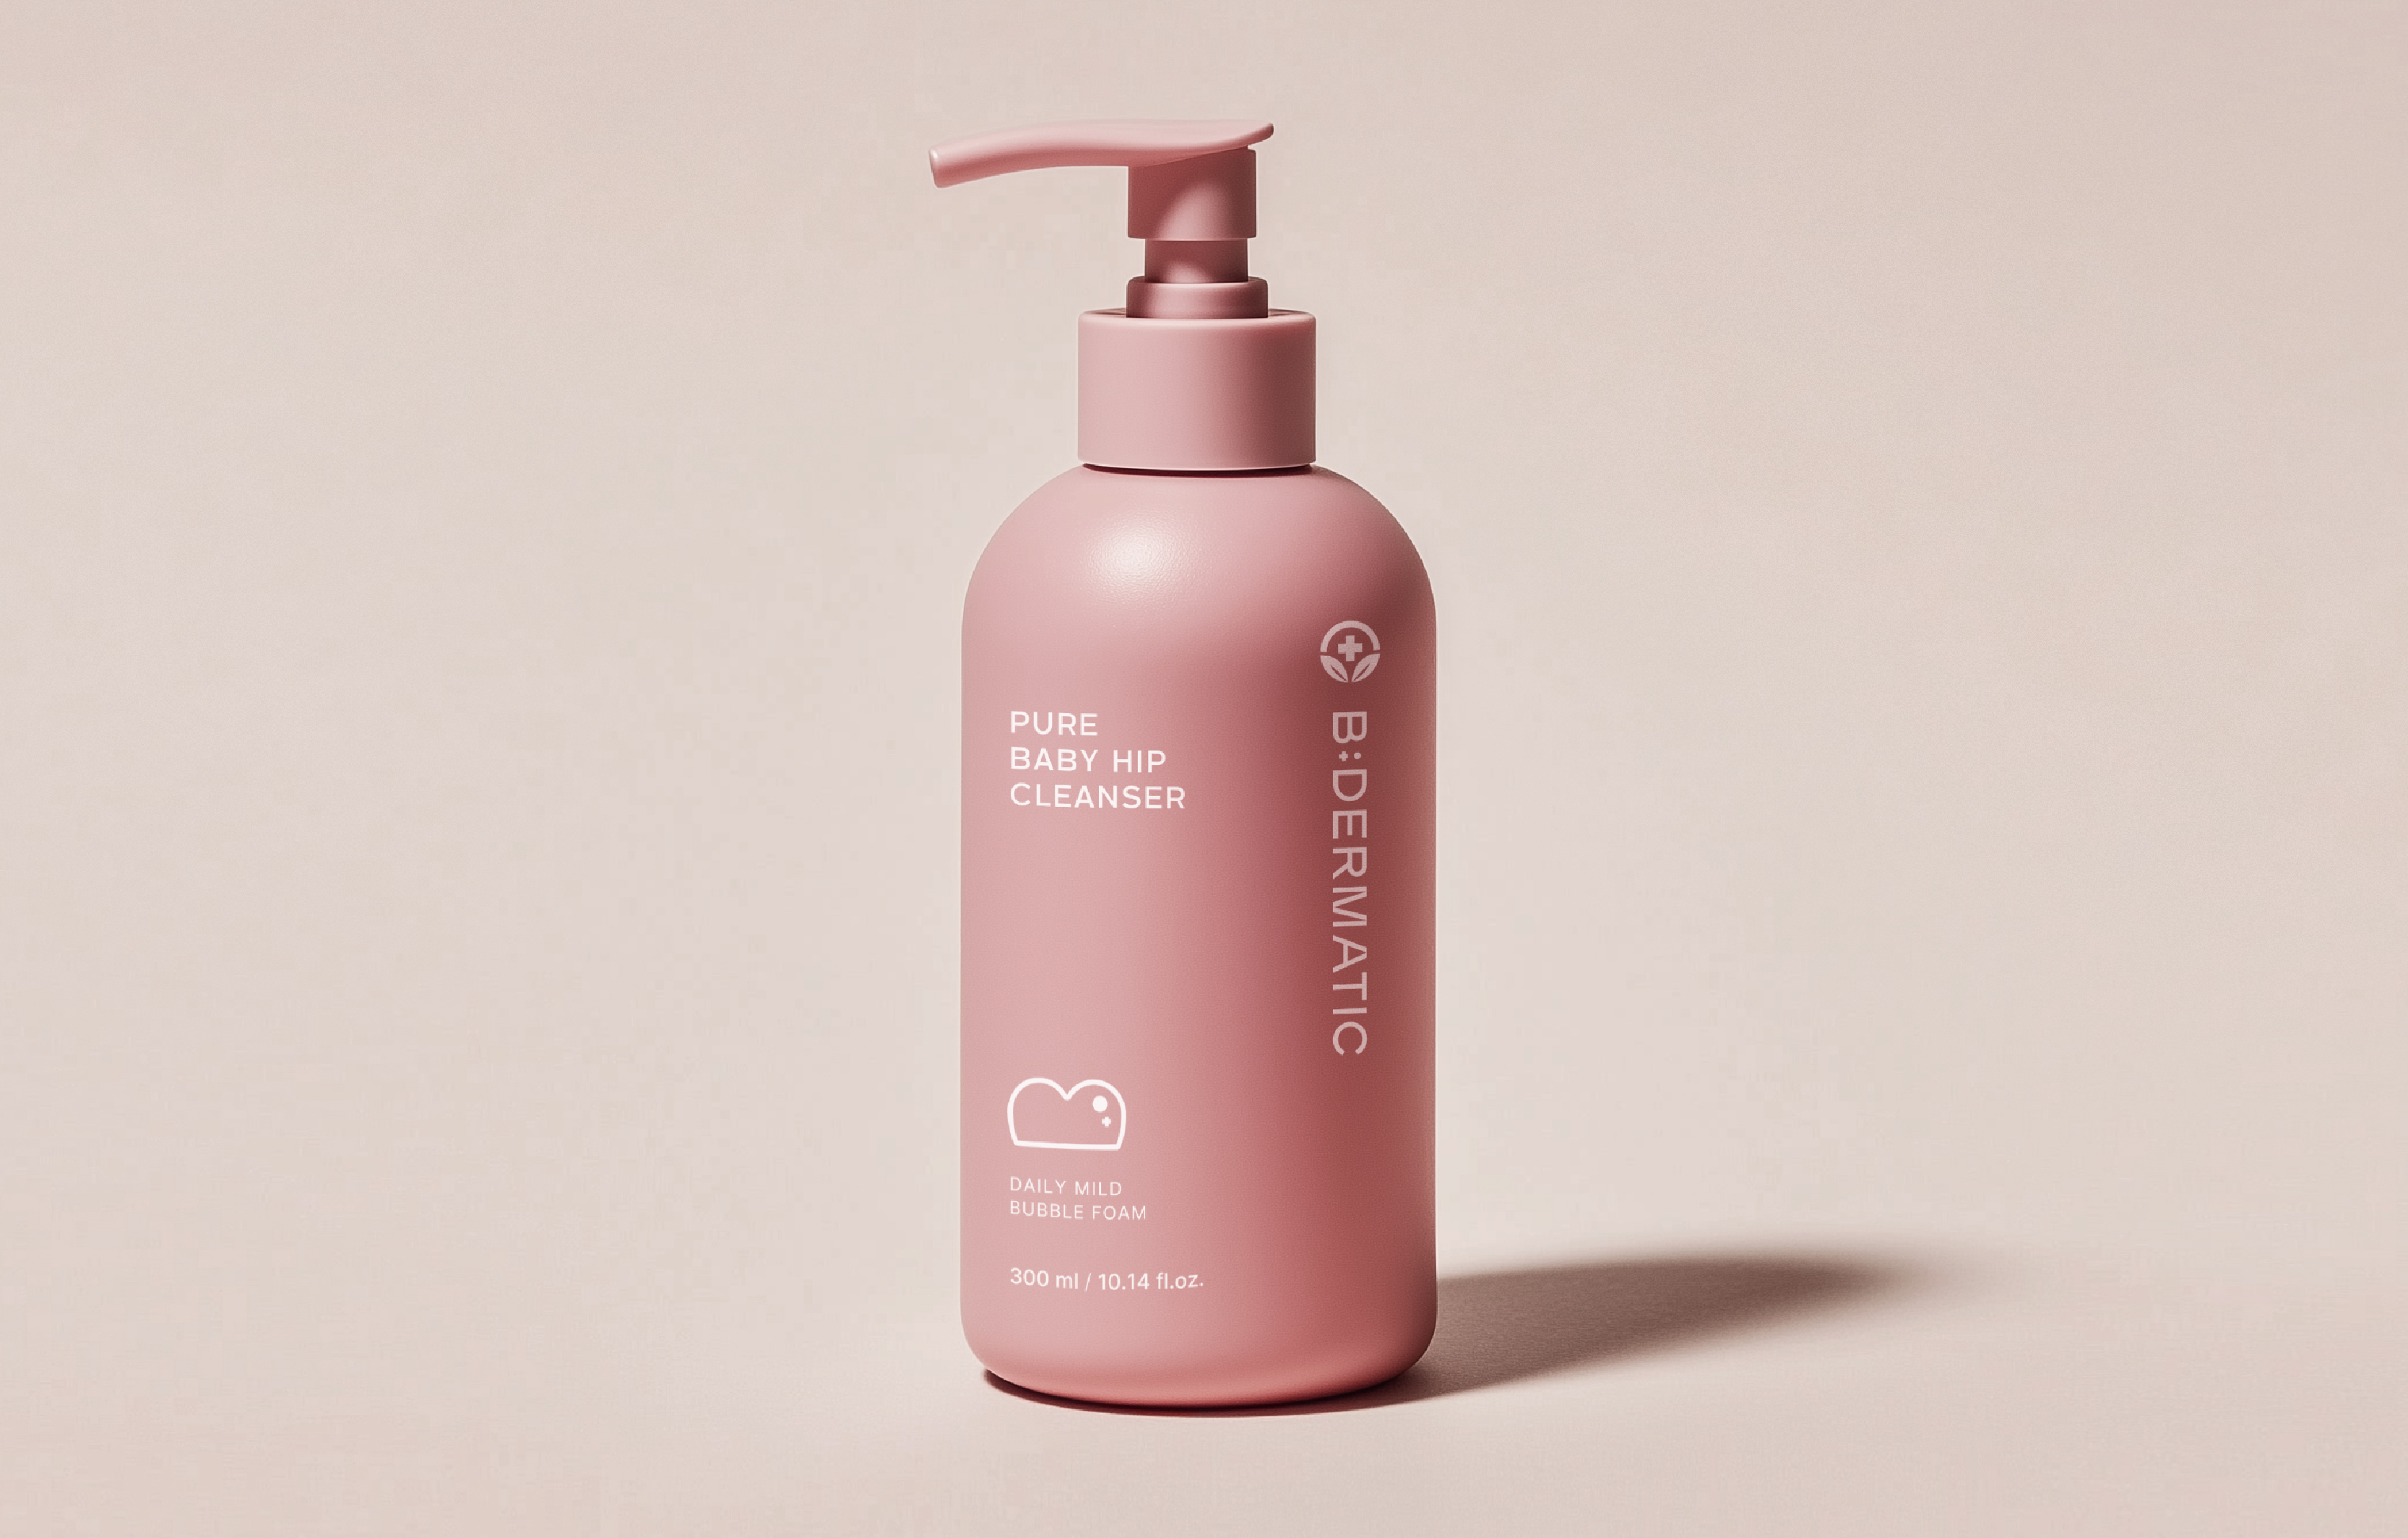 PURE
BABY HIP
CLEANSER
B:DERMATIC
DAILY MILD
BUBBLE FOAM
300 ml / 10.14 fl.oz.